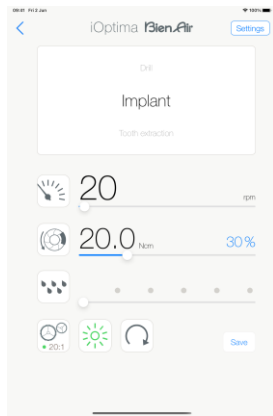 09:41 Fri 2 Jan 100%
iOptima Bien Air Settings
Drill
Implant
Tooth extraction
20 rpm
20.0 Ncm 30%
20:1 Save